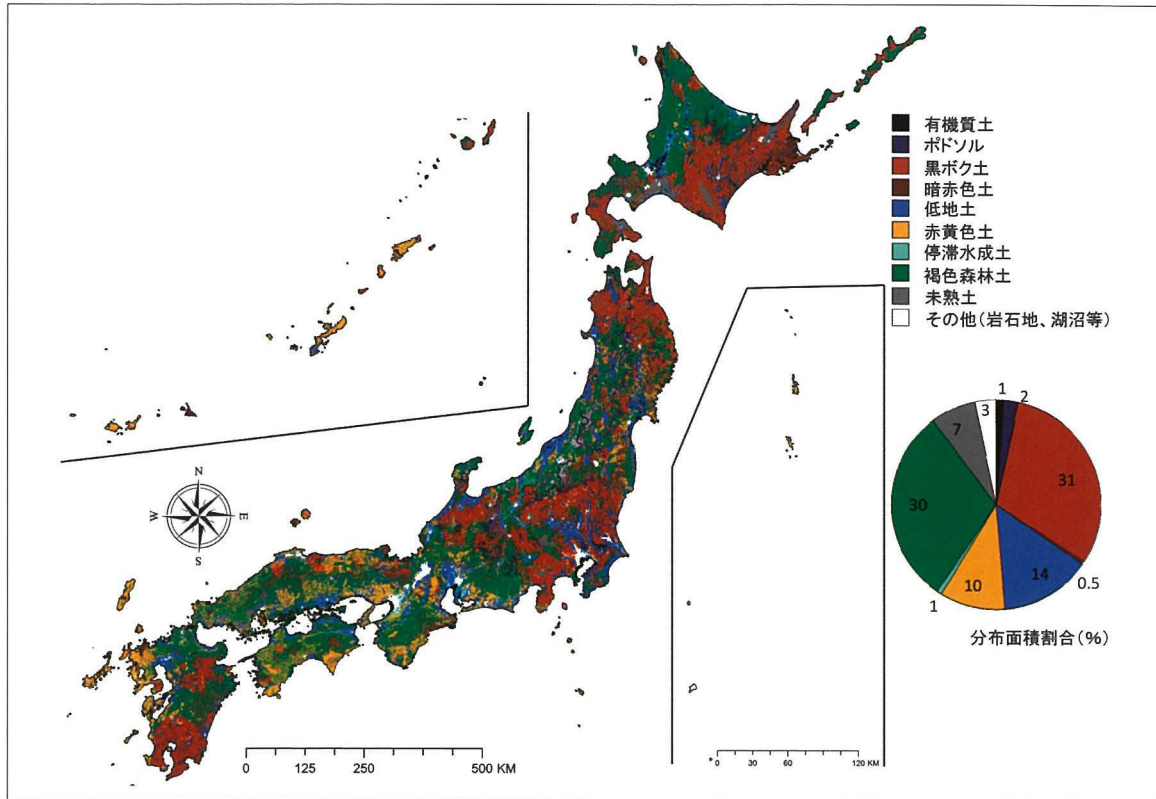 有機質土
ポドソル
黒ボク土
暗赤色土
低地土
赤黄色土
停滞水成土
褐色森林土
未熟土
その他(岩石地、湖沼等)
N
W
E
S
1
2
3
7
31
30
14
10
0.5
1
分布面積割合(%)
0 125 250 500 KM
0 30 60 120 KM